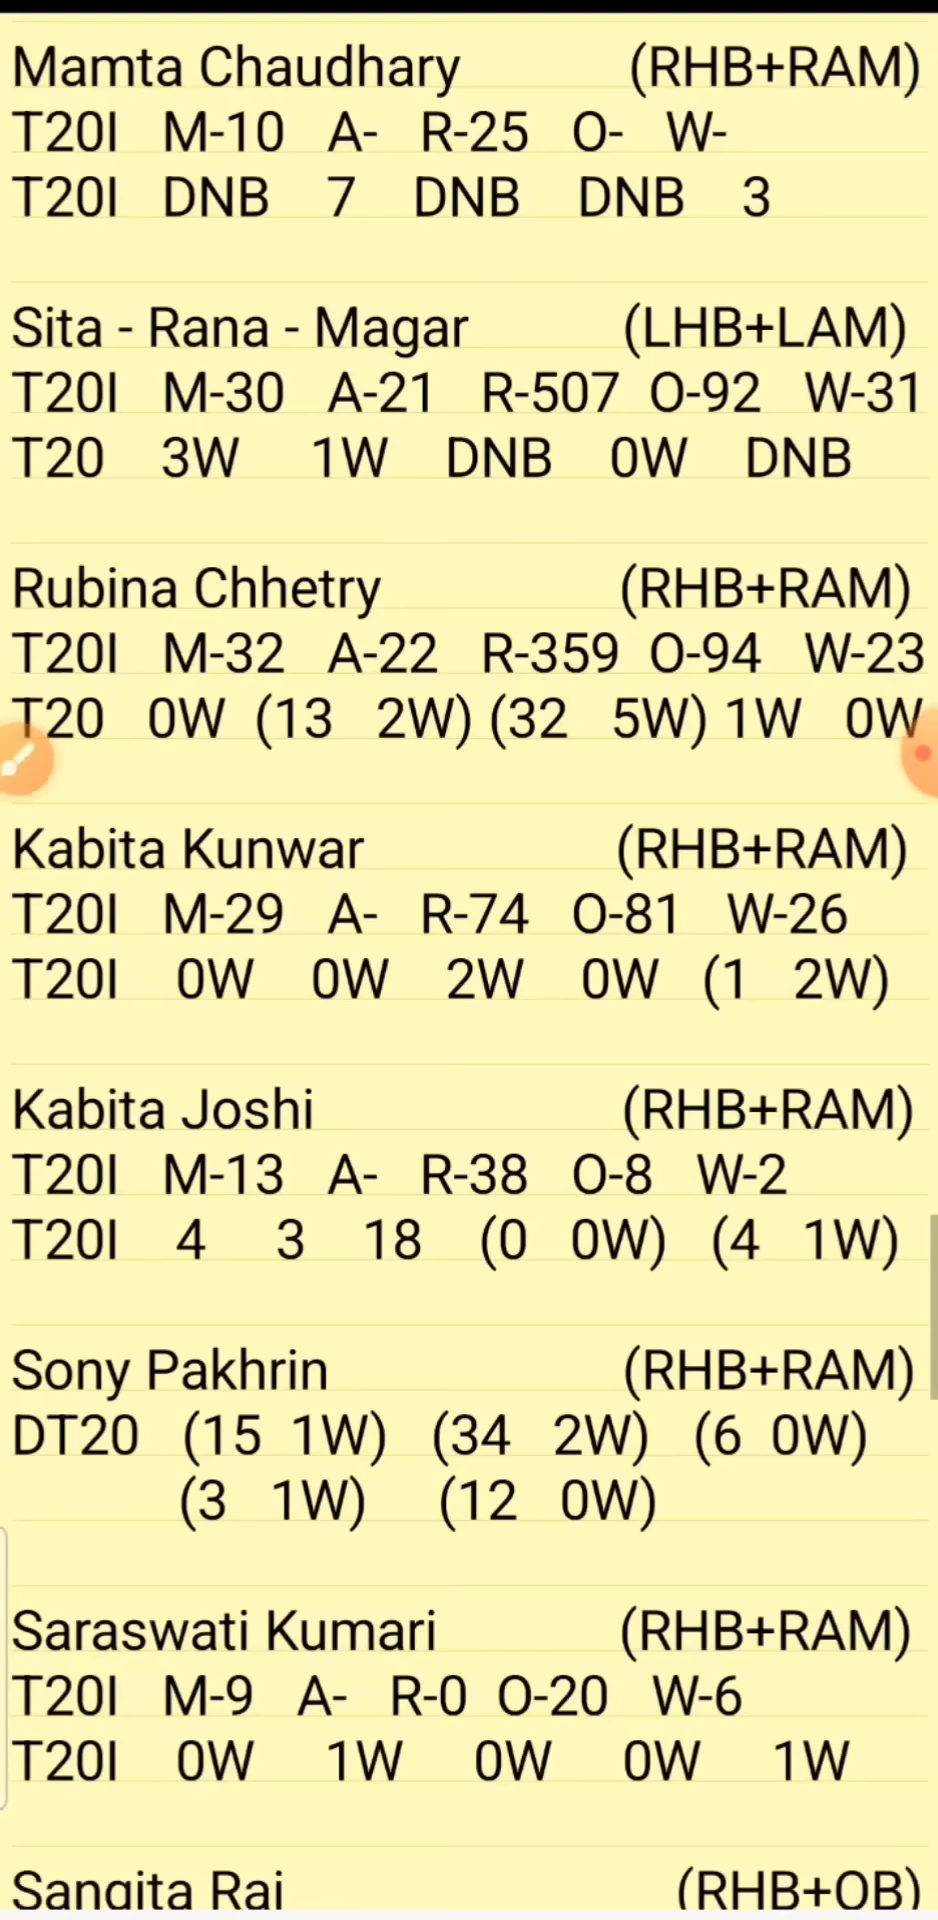 Mamta Chaudhary (RHB+RAM)
T20I M-10 A- R-25 O- W-
T20I DNB 7 DNB DNB 3
Sita - Rana - Magar (LHB+LAM)
T20I M-30 A-21 R-507 O-92 W-31
T20 3W 1W DNB 0W DNB
Rubina Chhetry (RHB+RAM)
T20I M-32 A-22 R-359 O-94 W-23
T20 0W (13 2W) (32 5W) 1W 0W
Kabita Kunwar (RHB+RAM)
T20I M-29 A- R-74 O-81 W-26
T20I 0W 0W 2W 0W (1 2W)
Kabita Joshi (RHB+RAM)
T20I M-13 A- R-38 O-8 W-2
T20I 4 3 18 (0 0W) (4 1W)
Sony Pakhrin (RHB+RAM)
DT20 (15 1W) (34 2W) (6 0W)
(3 1W) (12 0W)
Saraswati Kumari (RHB+RAM)
T20I M-9 A- R-0 O-20 W-6
T20I 0W 1W 0W 0W 1W
Sangita Rai (RHB+OB)